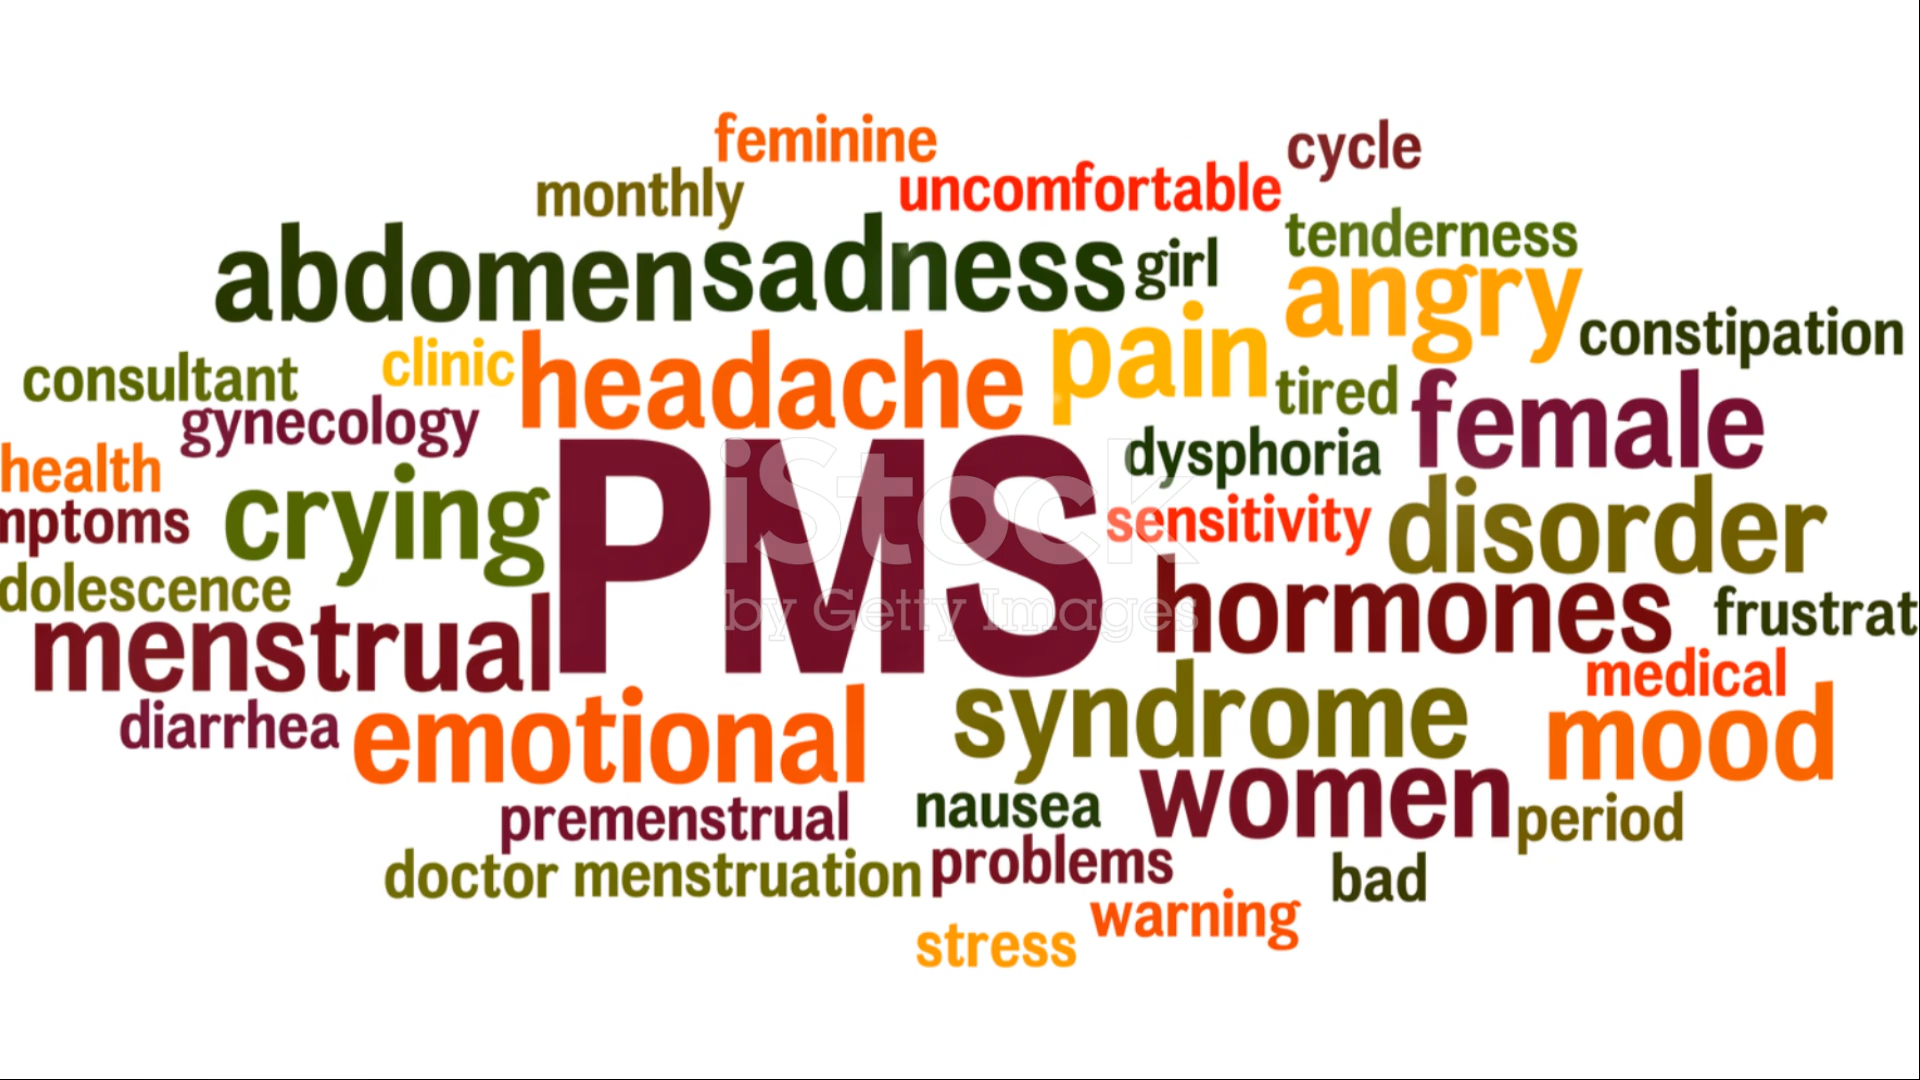 feminine
cycle
monthly
uncomfortable
tenderness
abdomen
sadness
girl
angry
constipation
consultant
clinic
headache
pain
tired
female
gynecology
dysphoria
health
mptoms
crying
PMS
iStock
by Getty Images
sensitivity
disorder
dolescence
menstrual
hormones
frustrat
medical
diarrhea
emotional
syndrome
mood
premenstrual
nausea
women
period
doctor
menstruation
problems
bad
warning
stress